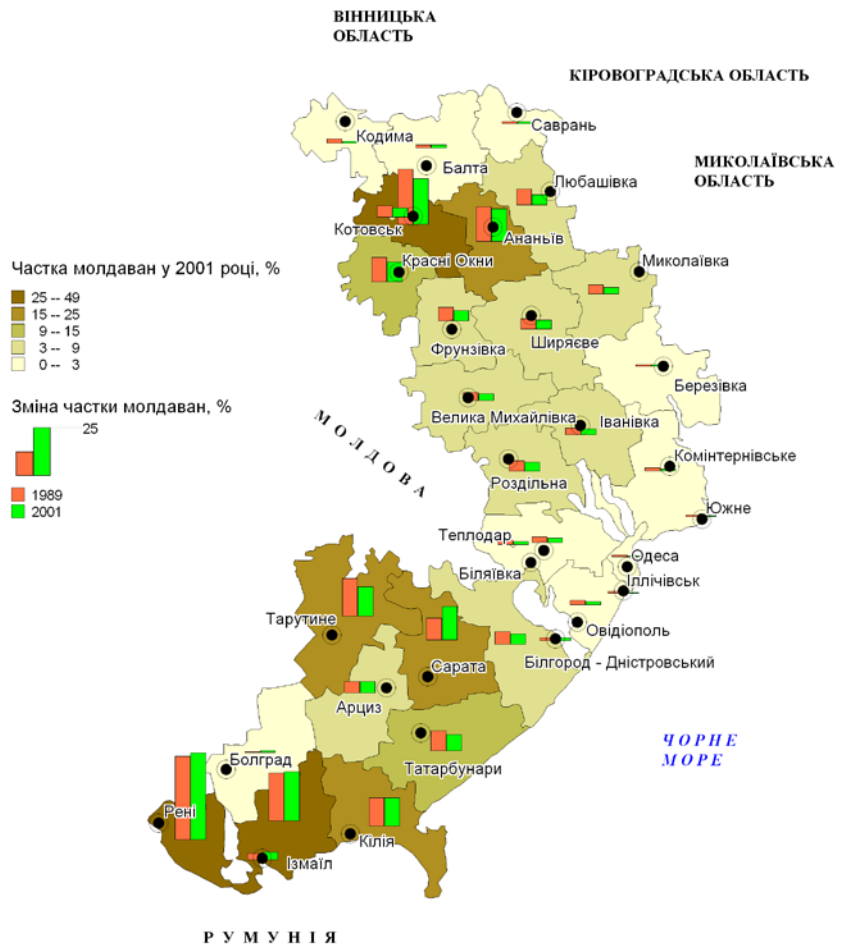 ВІННИЦЬКА
ОБЛАСТЬ
КІРОВОГРАДСЬКА ОБЛАСТЬ
МИКОЛАЇВСЬКА
ОБЛАСТЬ
Кодима
Саврань
Балта
Любашівка
Котовськ
Ананьїв
Красні Окни
Миколаївка
Частка молдаван у 2001 році, %
25 -- 49
15 -- 25
9 -- 15
3 -- 9
0 -- 3
Фрунзівка
Ширяєве
Березівка
Зміна частки молдаван, %
25
1989
2001
МОЛДОВА
Велика Михайлівка
Іванівка
Комінтернівське
Роздільна
Южне
Теплодар
Одеса
Біляївка
Іллічівськ
Овідіополь
Тарутине
Білгород - Дністровський
Сарата
Арциз
ЧОРНЕ
МОРЕ
Болград
Татарбунари
Рені
Кілія
Ізмаїл
РУМУНІЯ